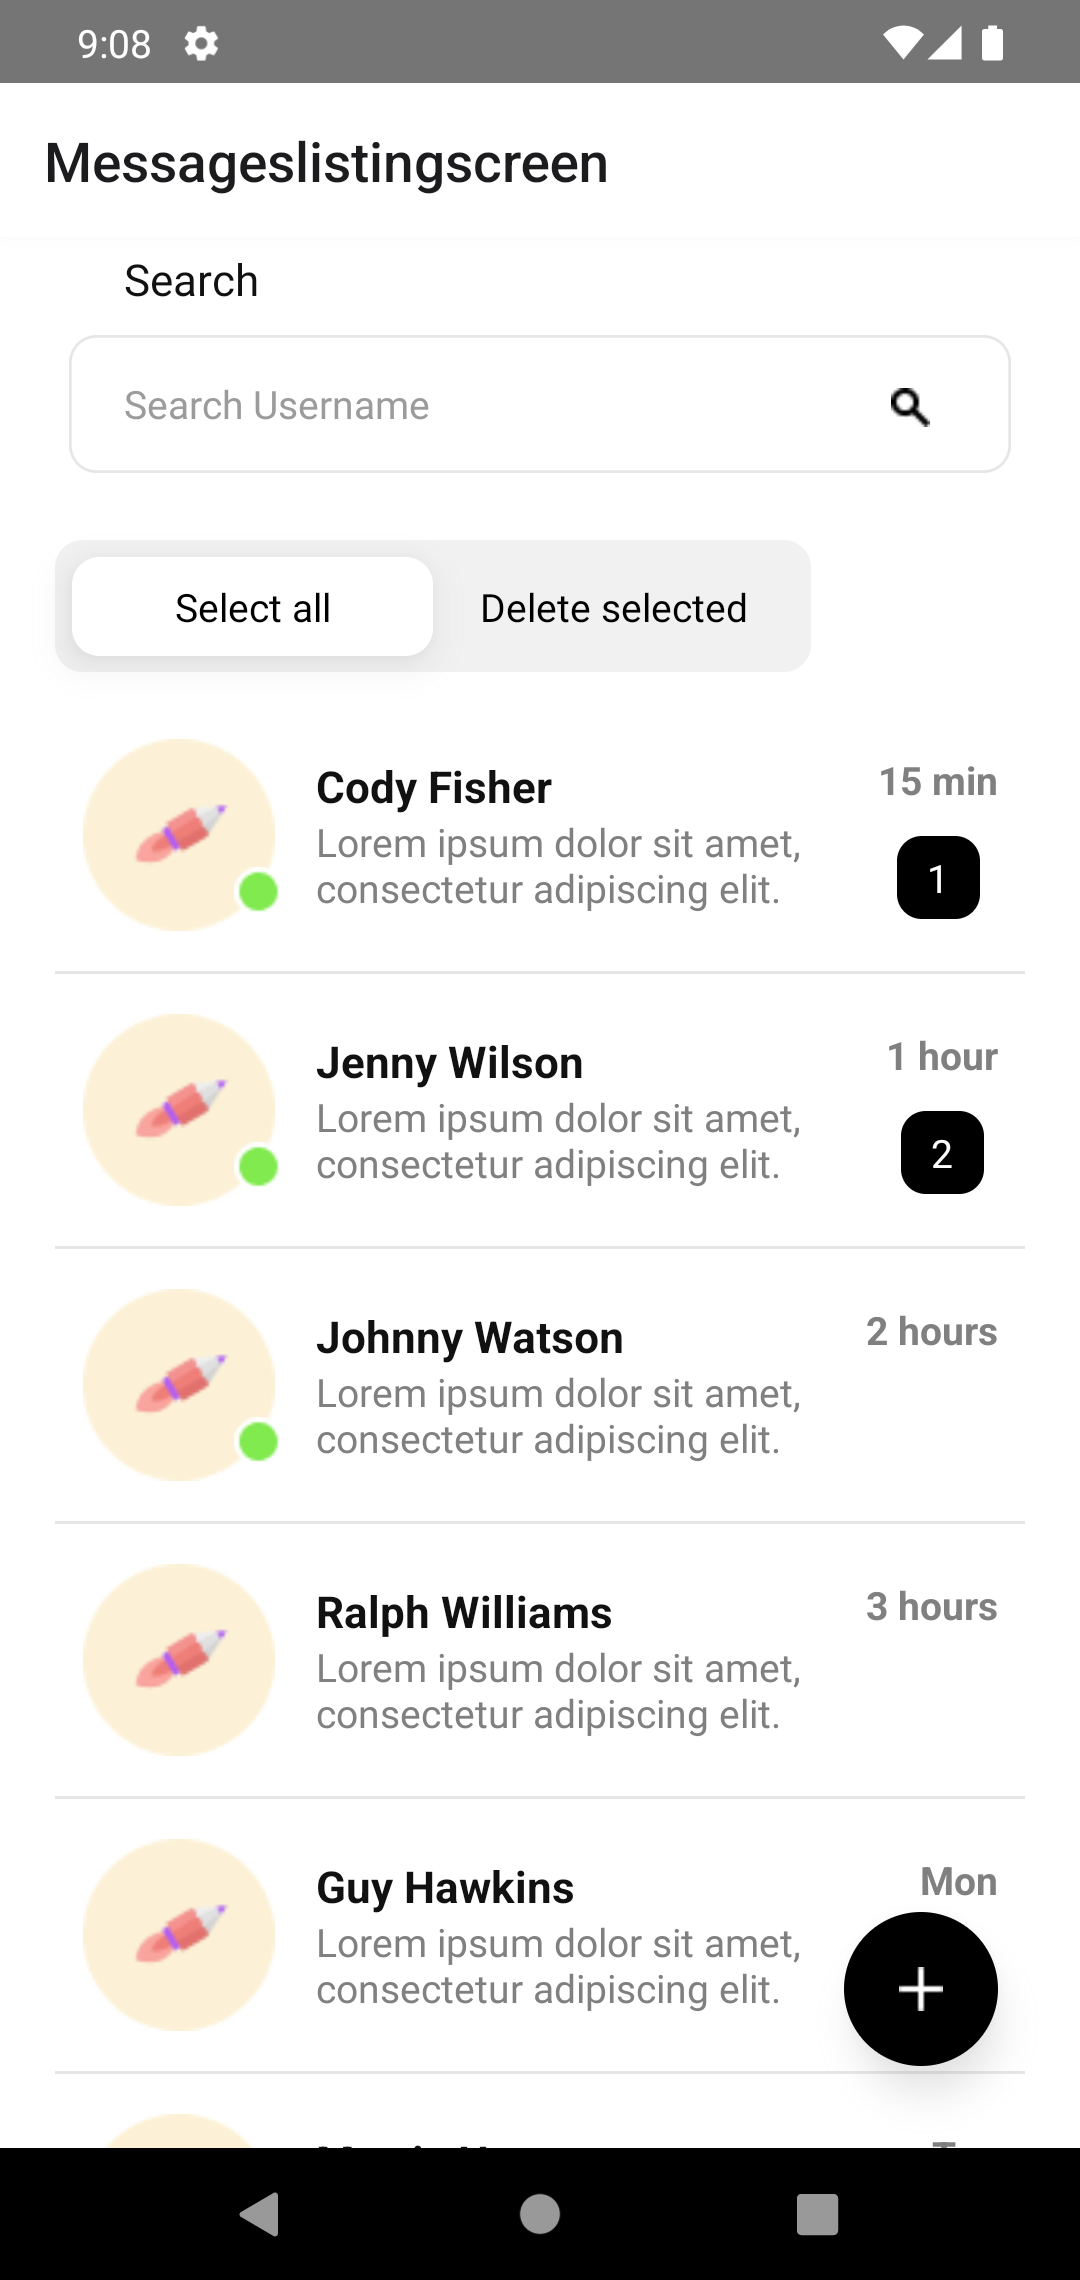 9:08
Messageslistingscreen
Search
Search Username
Select all
Delete selected
Cody Fisher
15 min
Lorem ipsum dolor sit amet,
consectetur adipiscing elit.
1
Jenny Wilson
1 hour
Lorem ipsum dolor sit amet,
consectetur adipiscing elit.
2
Johnny Watson
2 hours
Lorem ipsum dolor sit amet,
consectetur adipiscing elit.
Ralph Williams
3 hours
Lorem ipsum dolor sit amet,
consectetur adipiscing elit.
Guy Hawkins
Mon
Lorem ipsum dolor sit amet,
consectetur adipiscing elit.